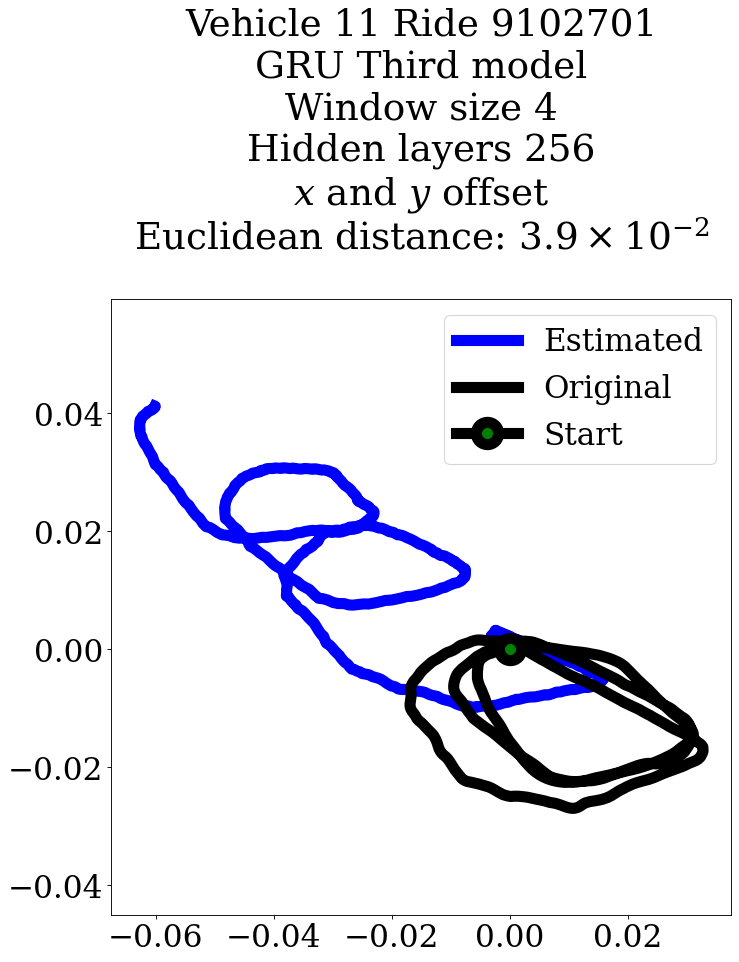 Vehicle 11 Ride 9102701
GRU Third model
Window size 4
Hidden layers 256
x and y offset
Euclidean distance: 3.9 × 10⁻²
Estimated
Original
Start
0.04
0.02
0.00
−0.02
−0.04
−0.06 −0.04 −0.02 0.00 0.02